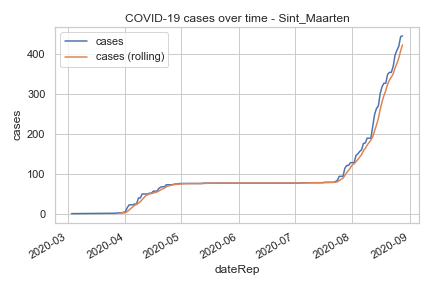 COVID-19 cases over time - Sint_Maarten
cases
cases (rolling)
400
300
200
100
0
cases
2020-03
2020-04
2020-05
2020-06
2020-07
2020-08
2020-09
dateRep